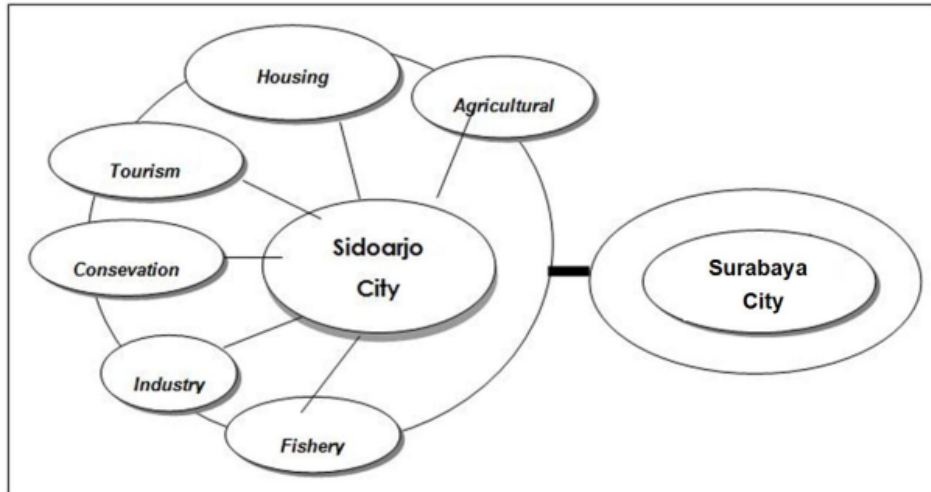 Housing
Agricultural
Tourism
Consevation
Industry
Fishery
Sidoarjo
City
Surabaya
City